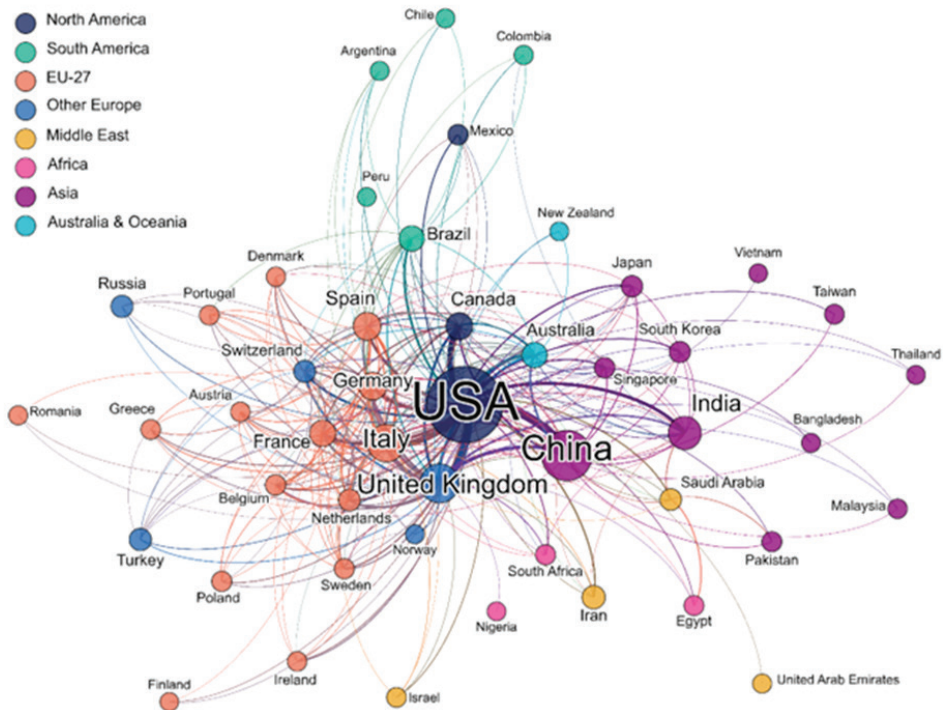 North America
South America
EU-27
Other Europe
Middle East
Africa
Asia
Australia & Oceania
Chile
Colombia
Argentina
Mexico
Peru
New Zealand
Brazil
Denmark
Vietnam
Japan
Russia
Portugal
Spain
Canada
Taiwan
Australia
South Korea
Switzerland
Thailand
Germany
Singapore
USA
India
Austria
Romania
Greece
Bangladesh
France
Italy
China
United Kingdom
Saudi Arabia
Belgium
Malaysia
Netherlands
Norway
Turkey
Pakistan
South Africa
Sweden
Poland
Iran
Egypt
Nigeria
Ireland
United Arab Emirates
Finland
Israel